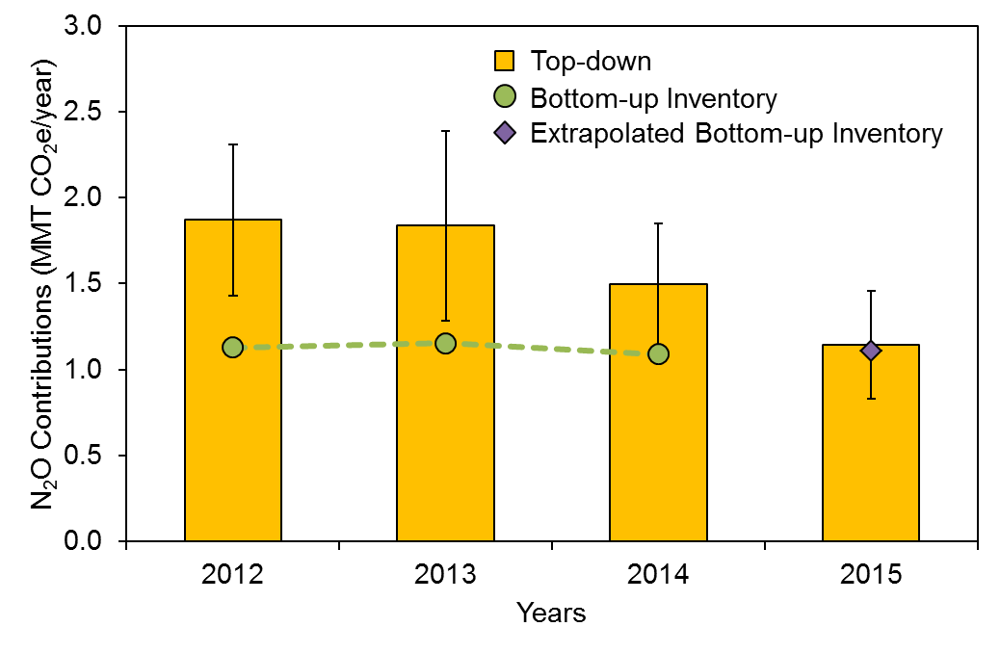 3.0
2.5
2.0
1.5
1.0
0.5
0.0
N₂O Contributions (MMT CO₂e/year)
Top-down
Bottom-up Inventory
Extrapolated Bottom-up Inventory
2012 2013 2014 2015
Years